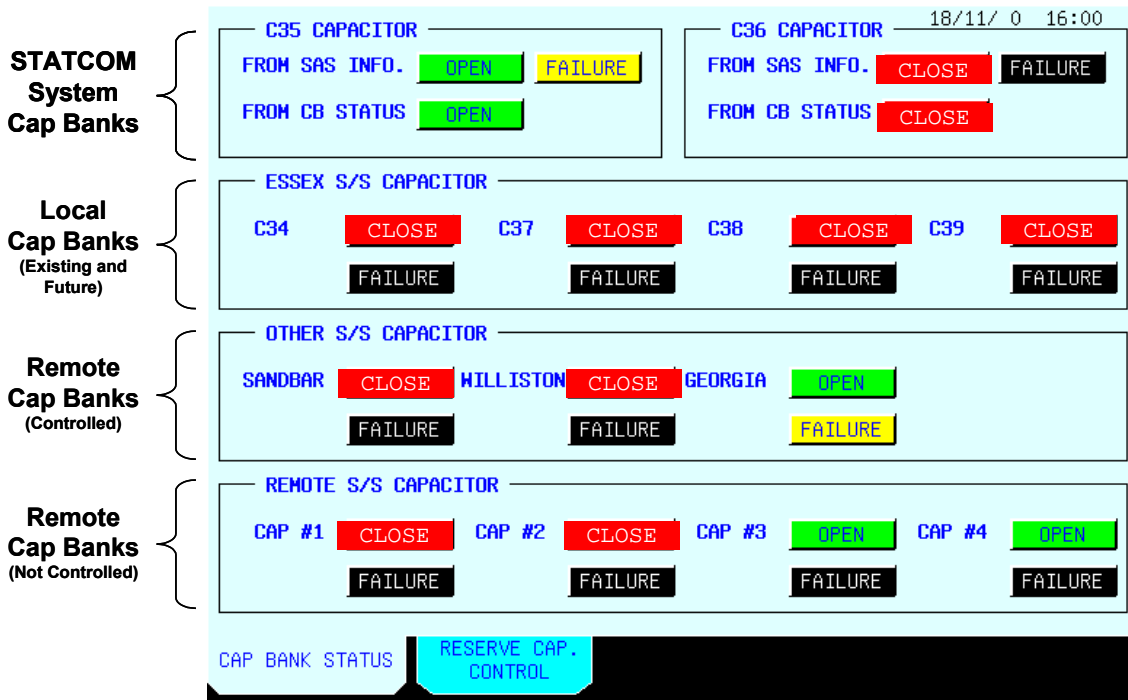 18/11/ 0 16:00
STATCOM
System
Cap Banks
C35 CAPACITOR
FROM SAS INFO. OPEN FAILURE
FROM CB STATUS OPEN
C36 CAPACITOR
FROM SAS INFO. CLOSE FAILURE
FROM CB STATUS CLOSE
Local
Cap Banks
(Existing and
Future)
ESSEX S/S CAPACITOR
C34 CLOSE C37 CLOSE C38 CLOSE C39 CLOSE
FAILURE FAILURE FAILURE FAILURE
Remote
Cap Banks
(Controlled)
OTHER S/S CAPACITOR
SANDBAR CLOSE WILLISTON CLOSE GEORGIA OPEN
FAILURE FAILURE FAILURE
Remote
Cap Banks
(Not Controlled)
REMOTE S/S CAPACITOR
CAP #1 CLOSE CAP #2 CLOSE CAP #3 OPEN CAP #4 OPEN
FAILURE FAILURE FAILURE FAILURE
CAP BANK STATUS
RESERVE CAP.
CONTROL